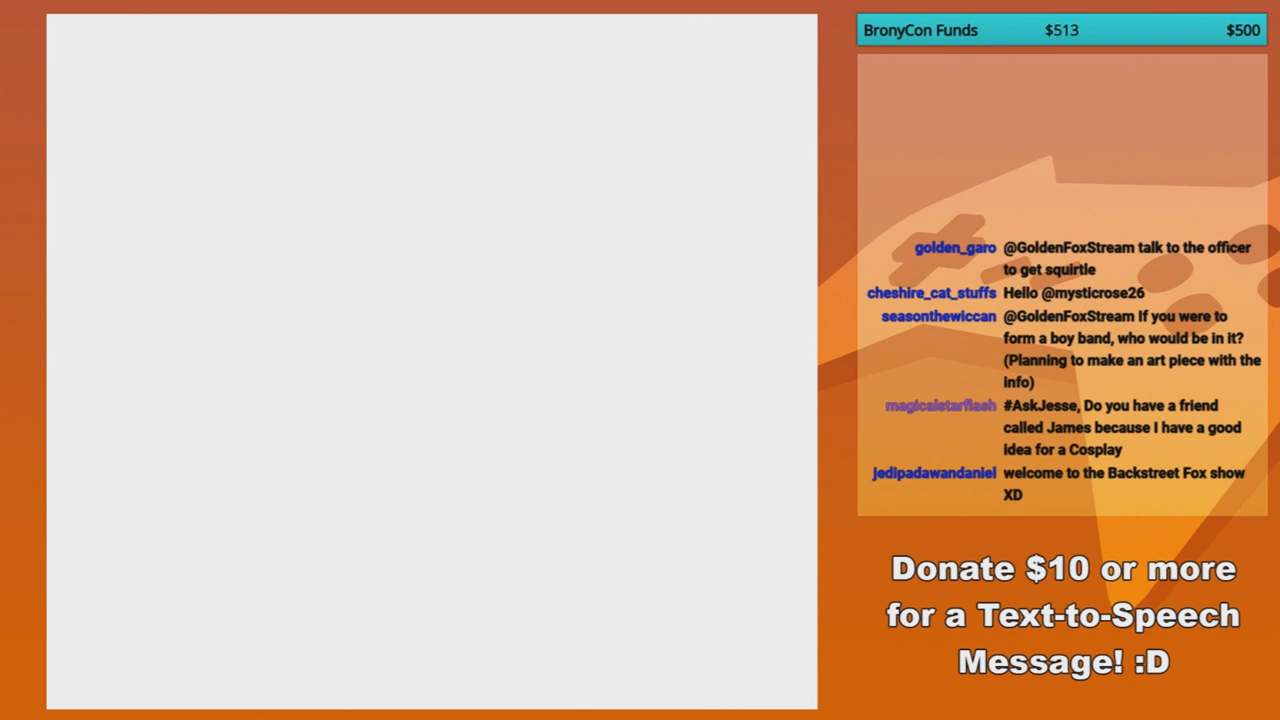 BronyCon Funds $513 $500
golden_garo @GoldenFoxStream talk to the officer
to get squirtle
cheshire_cat_stuffs Hello @mysticrose26
seasonthewiccan @GoldenFoxStream If you were to
form a boy band, who would be in it?
(Planning to make an art piece with the
info)
magicalstarflash #AskJesse, Do you have a friend
called James because I have a good
idea for a Cosplay
jedipadawandaniel welcome to the Backstreet Fox show
XD
Donate $10 or more
for a Text-to-Speech
Message! :D